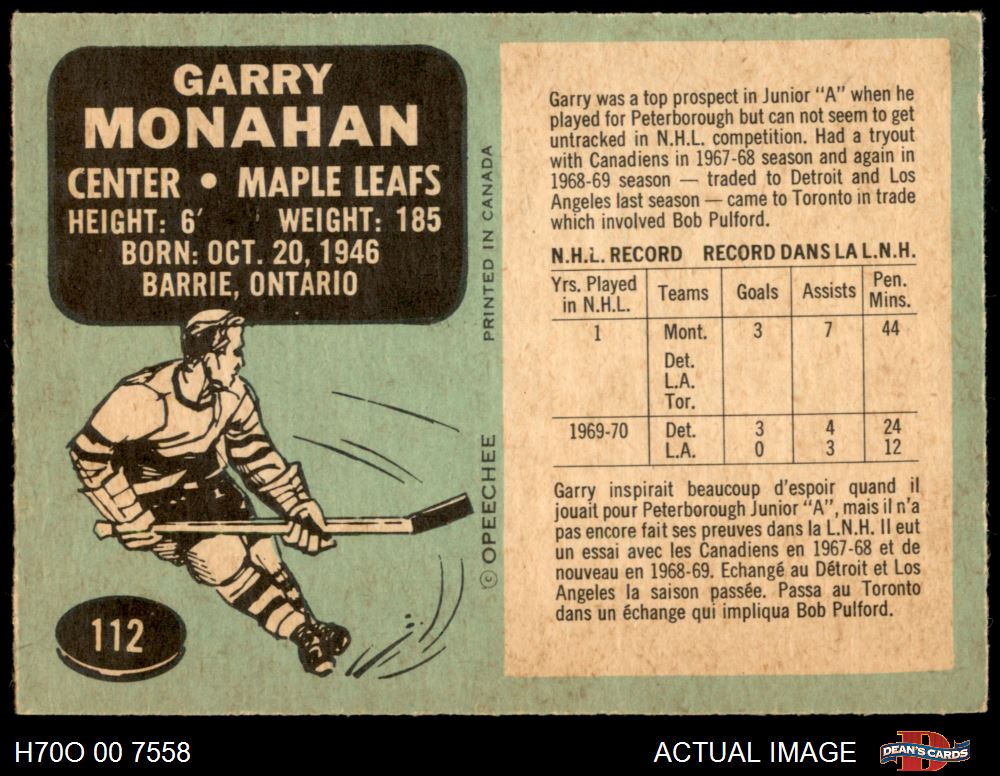 GARRY
MONAHAN
CENTER • MAPLE LEAFS
HEIGHT: 6' WEIGHT: 185
BORN: OCT. 20, 1946
BARRIE, ONTARIO
112
© OPEECHEE PRINTED IN CANADA
Garry was a top prospect in Junior "A" when he
played for Peterborough but can not seem to get
untracked in N.H.L. competition. Had a tryout
with Canadiens in 1967-68 season and again in
1968-69 season — traded to Detroit and Los
Angeles last season — came to Toronto in trade
which involved Bob Pulford.
N.H.L. RECORD RECORD DANS LA L.N.H.
Yrs. Played in N.H.L. Teams Goals Assists Pen. Mins.
1 Mont. 3 7 44
Det.
L.A.
Tor.
1969-70 Det. 3 4 24
L.A. 0 3 12
Garry inspirait beaucoup d'espoir quand il
jouait pour Peterborough Junior "A", mais il n'a
pas encore fait ses preuves dans la L.N.H. Il eut
un essai avec les Canadiens en 1967-68 et de
nouveau en 1968-69. Echangé au Détroit et Los
Angeles la saison passée. Passa au Toronto
dans un échange qui impliqua Bob Pulford.
H70O 00 7558 ACTUAL IMAGE DEAN'S CARDS